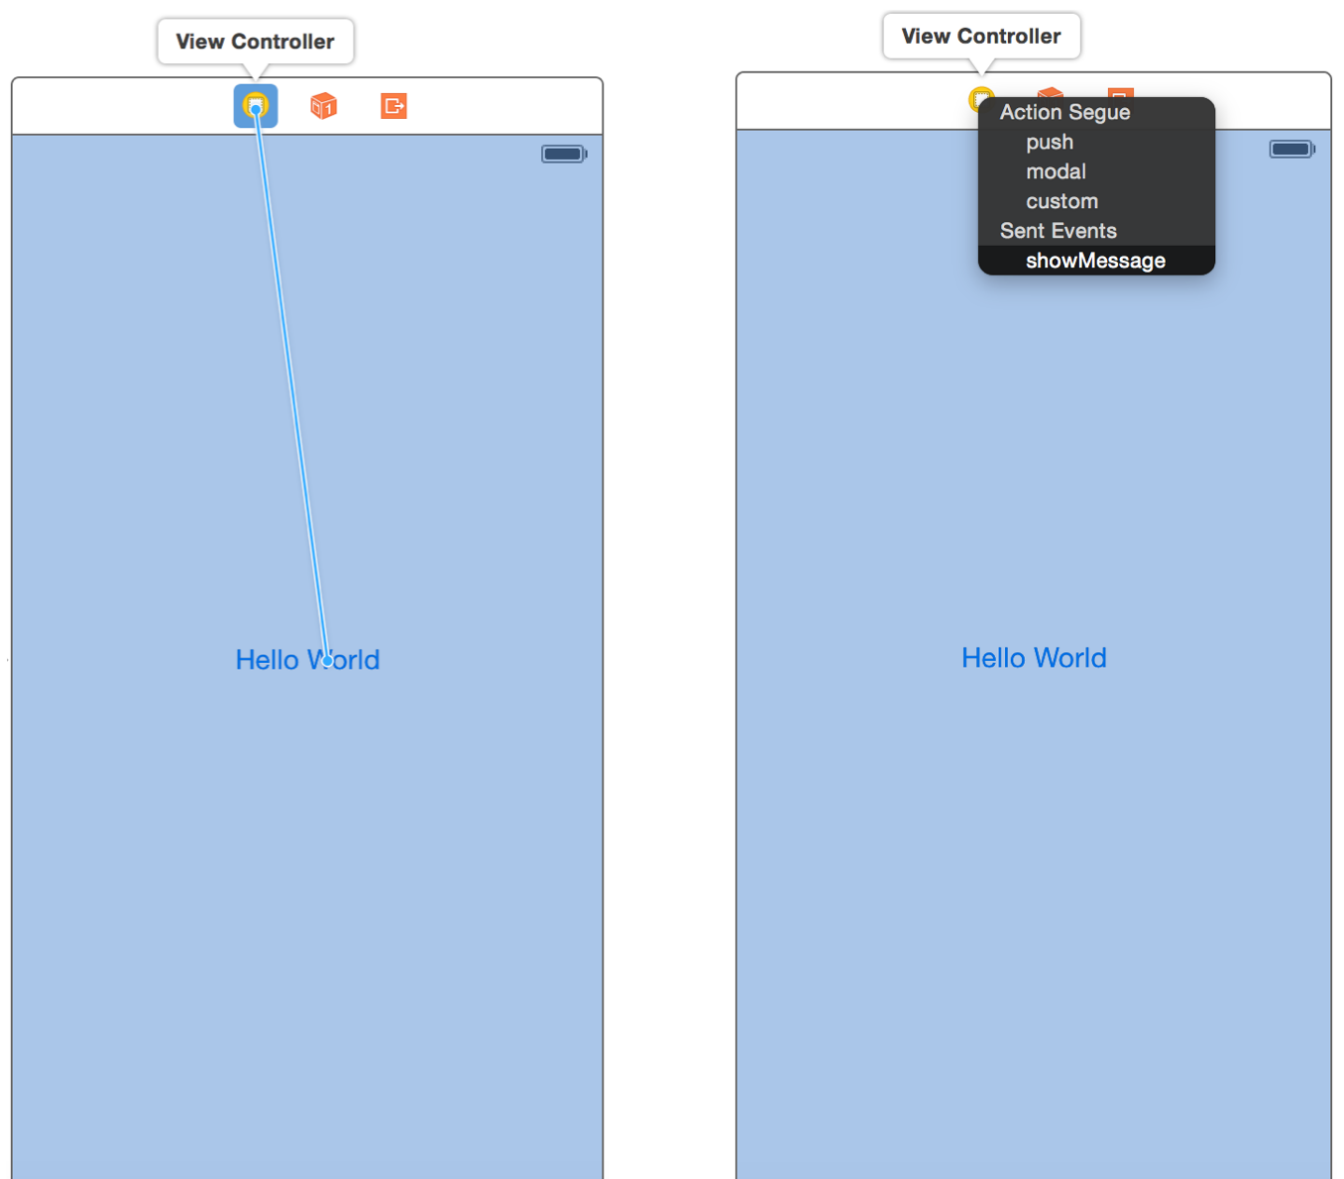 View Controller
Hello World
View Controller
Action Segue
push
modal
custom
Sent Events
showMessage
Hello World